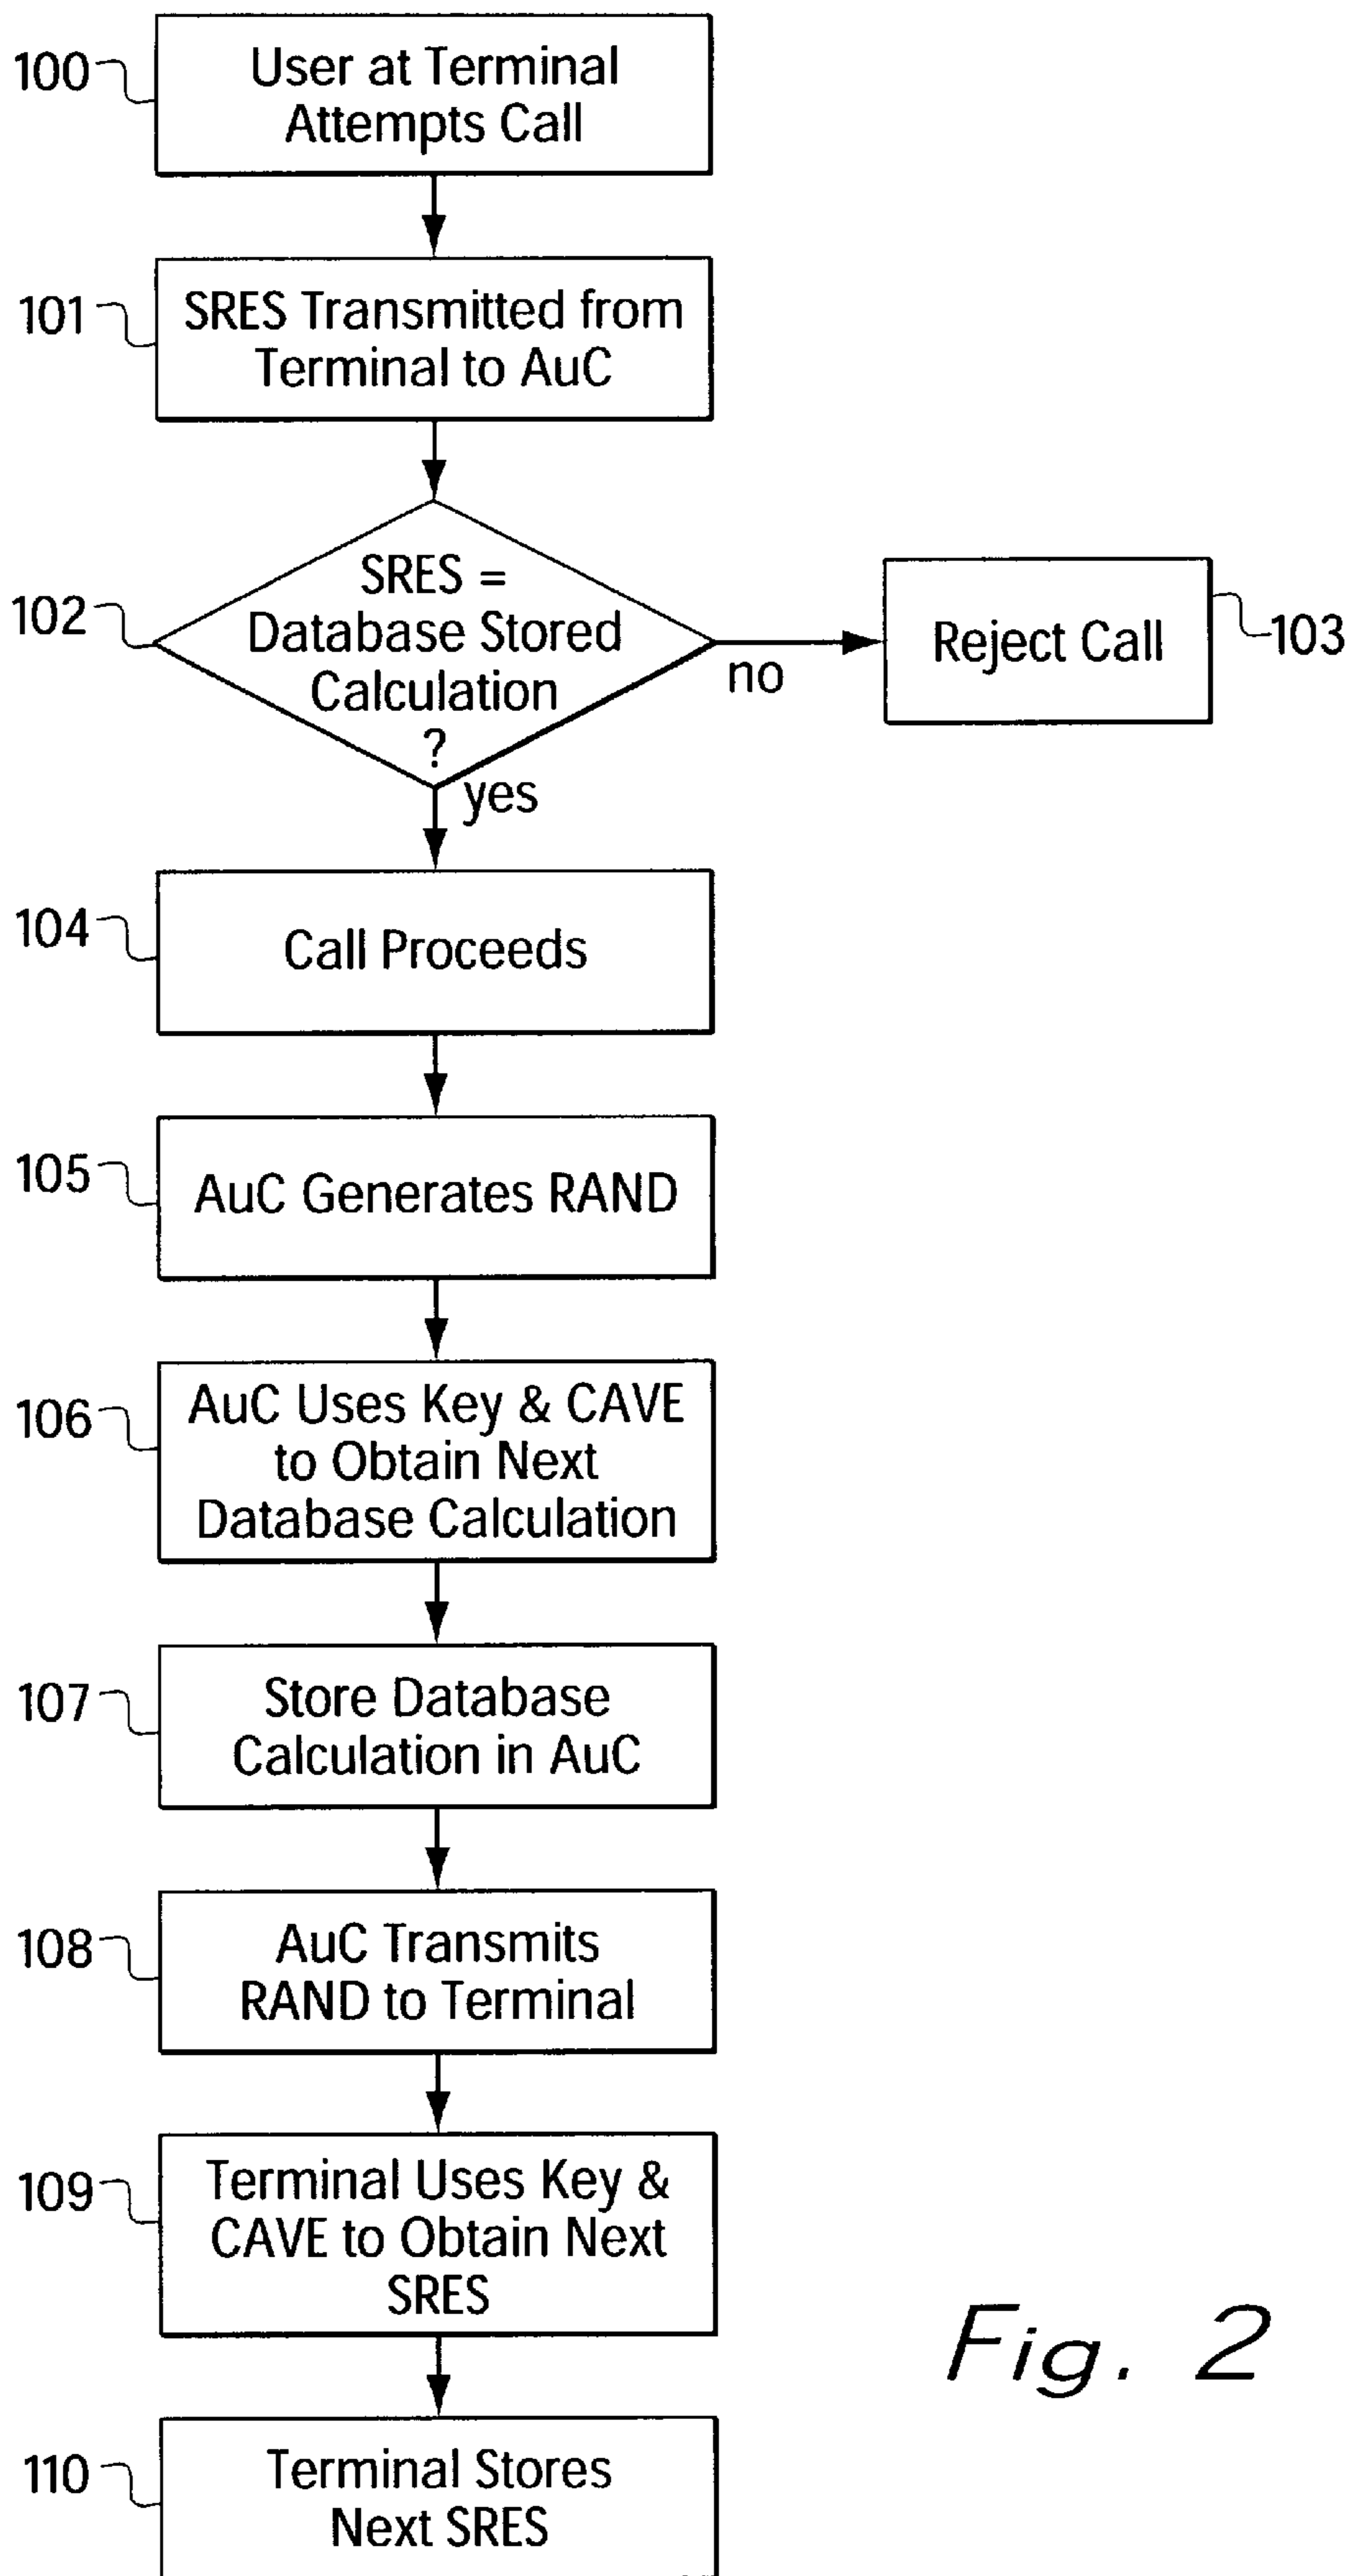 100
User at Terminal
Attempts Call
101
SRES Transmitted from
Terminal to AuC
102
SRES =
Database Stored
Calculation
?
no
Reject Call
103
yes
104
Call Proceeds
105
AuC Generates RAND
106
AuC Uses Key & CAVE
to Obtain Next
Database Calculation
107
Store Database
Calculation in AuC
108
AuC Transmits
RAND to Terminal
109
Terminal Uses Key &
CAVE to Obtain Next
SRES
110
Terminal Stores
Next SRES
Fig. 2